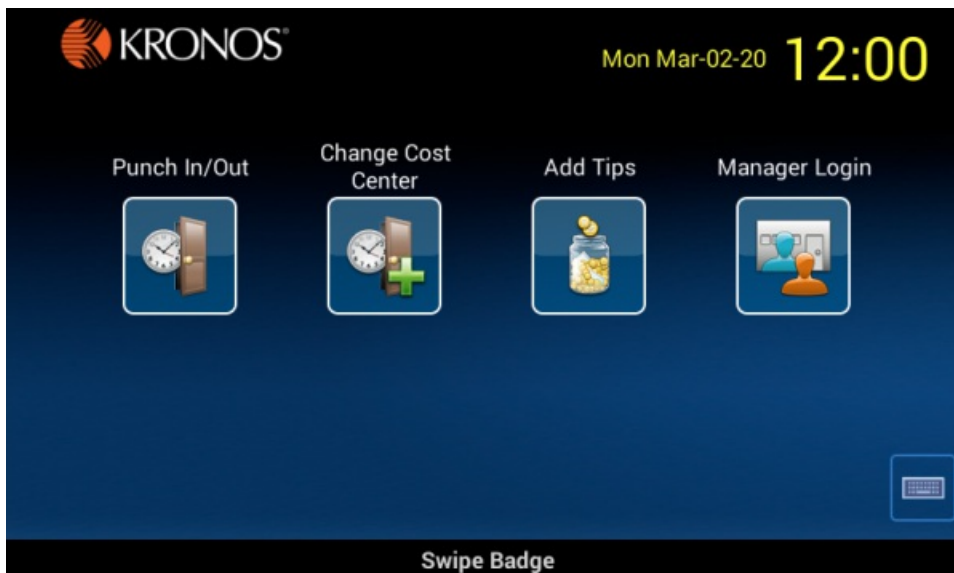 KRONOS®
Mon Mar-02-20 12:00
Punch In/Out
Change Cost
Center
Add Tips
Manager Login
Swipe Badge